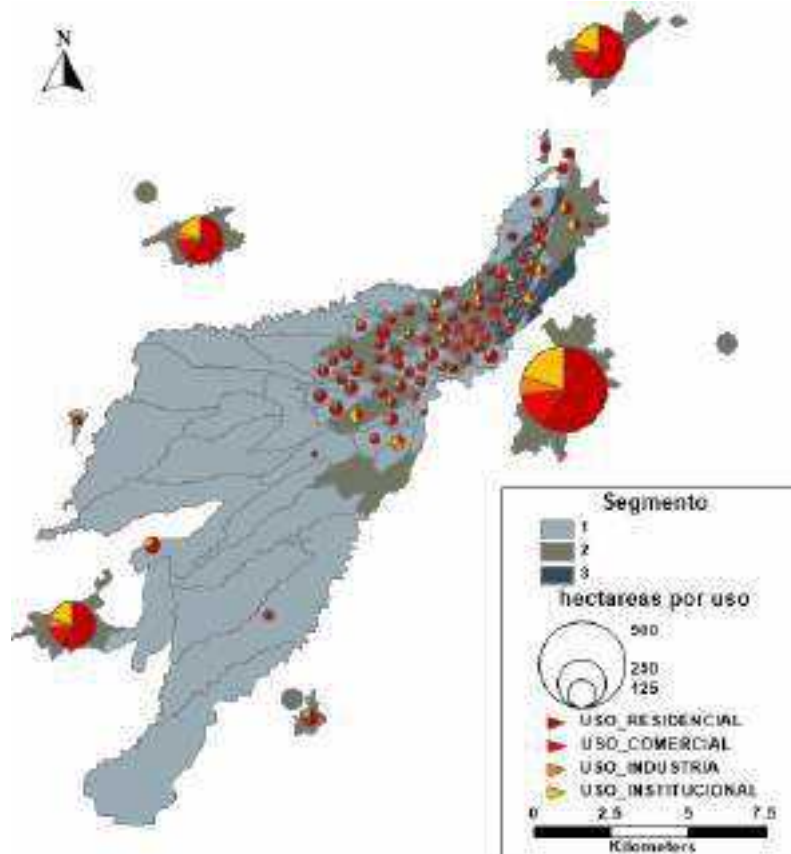 N
Segmento
1
2
3
hectareas por uso
500
250
125
USO_RESIDENCIAL
USO_COMERCIAL
USO_INDUSTRIA
USO_INSTITUCIONAL
0 2.5 5 7.5
Kilometers